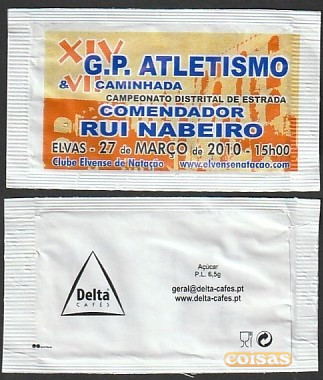 XIV G.P. ATLETISMO
& VII CAMINHADA
CAMPEONATO DISTRITAL DE ESTRADA
COMENDADOR
RUI NABEIRO
ELVAS - 27 de MARÇO de 2010 - 15h00
Clube Elvense de Natação www.elvensenatacao.com
Delta
CAFÉS
Açúcar
P.L. 6,5g
geral@delta-cafes.pt
www.delta-cafes.pt
coisas